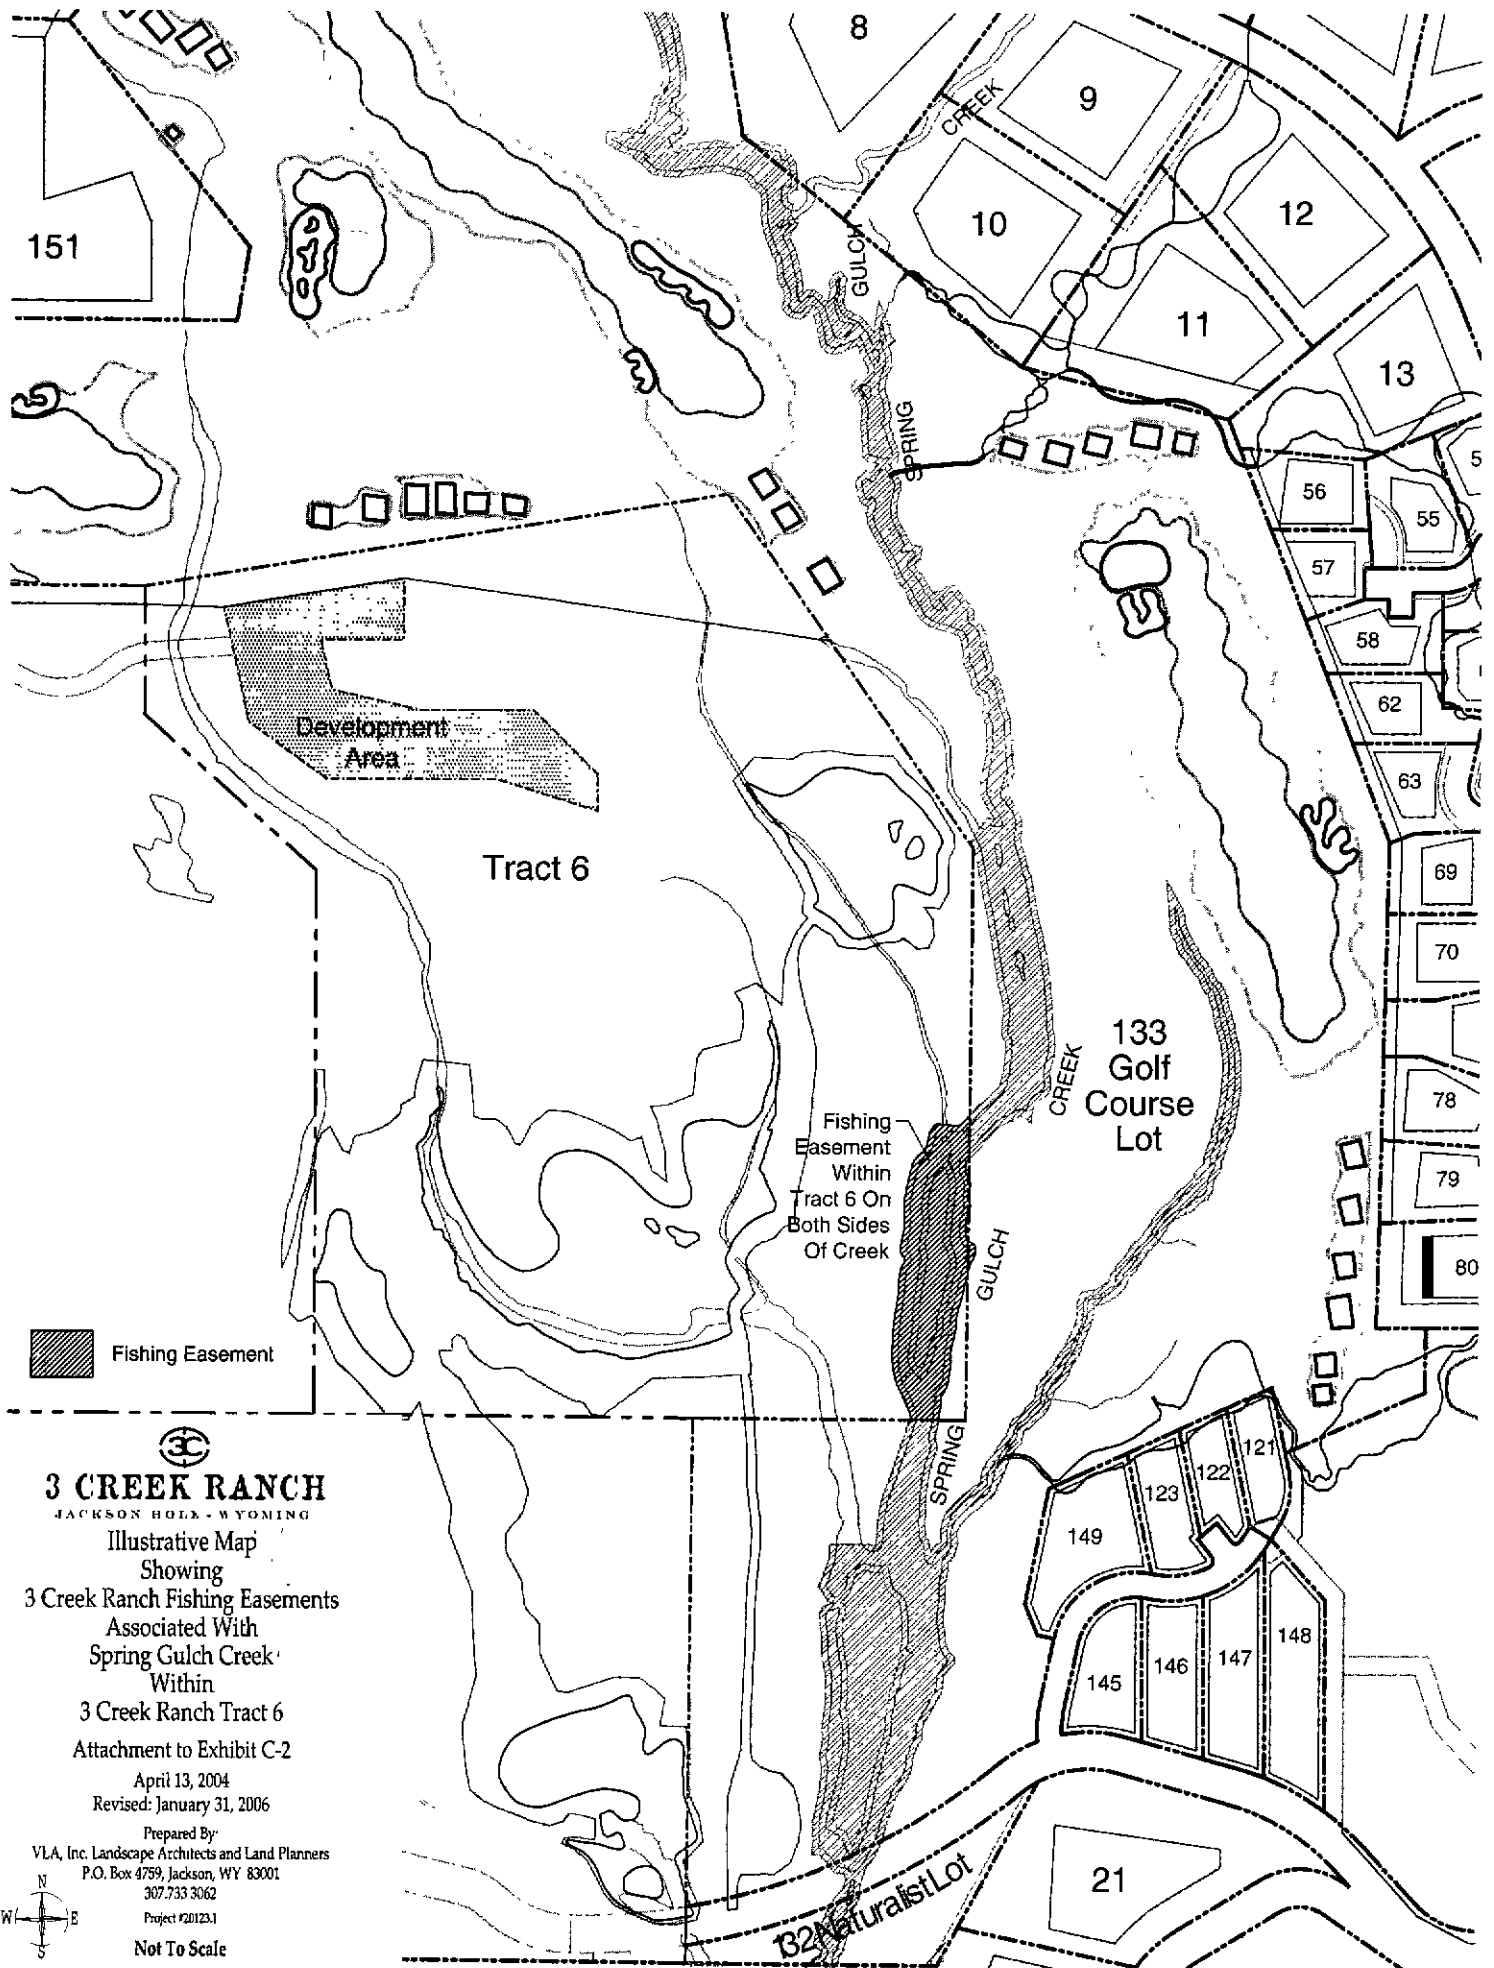 8
9
CREEK
10
12
151
GULCH
11
13
SPRING
5
56
55
57
58
62
63
Development
Area
Tract 6
69
70
133
Golf
Course
Lot
CREEK
78
79
80
Fishing
Easement
Within
Tract 6 On
Both Sides
Of Creek
GULCH
Fishing Easement
SPRING
121
122
123
149
145
146
147
148
21
132 Naturalist Lot
3C
3 CREEK RANCH
JACKSON HOLE - WYOMING
Illustrative Map
Showing
3 Creek Ranch Fishing Easements
Associated With
Spring Gulch Creek
Within
3 Creek Ranch Tract 6
Attachment to Exhibit C-2
April 13, 2004
Revised: January 31, 2006
Prepared By:
VLA, Inc. Landscape Architects and Land Planners
P.O. Box 4759, Jackson, WY 83001
307.733 3062
Project #20123.1
Not To Scale
N
W E
S